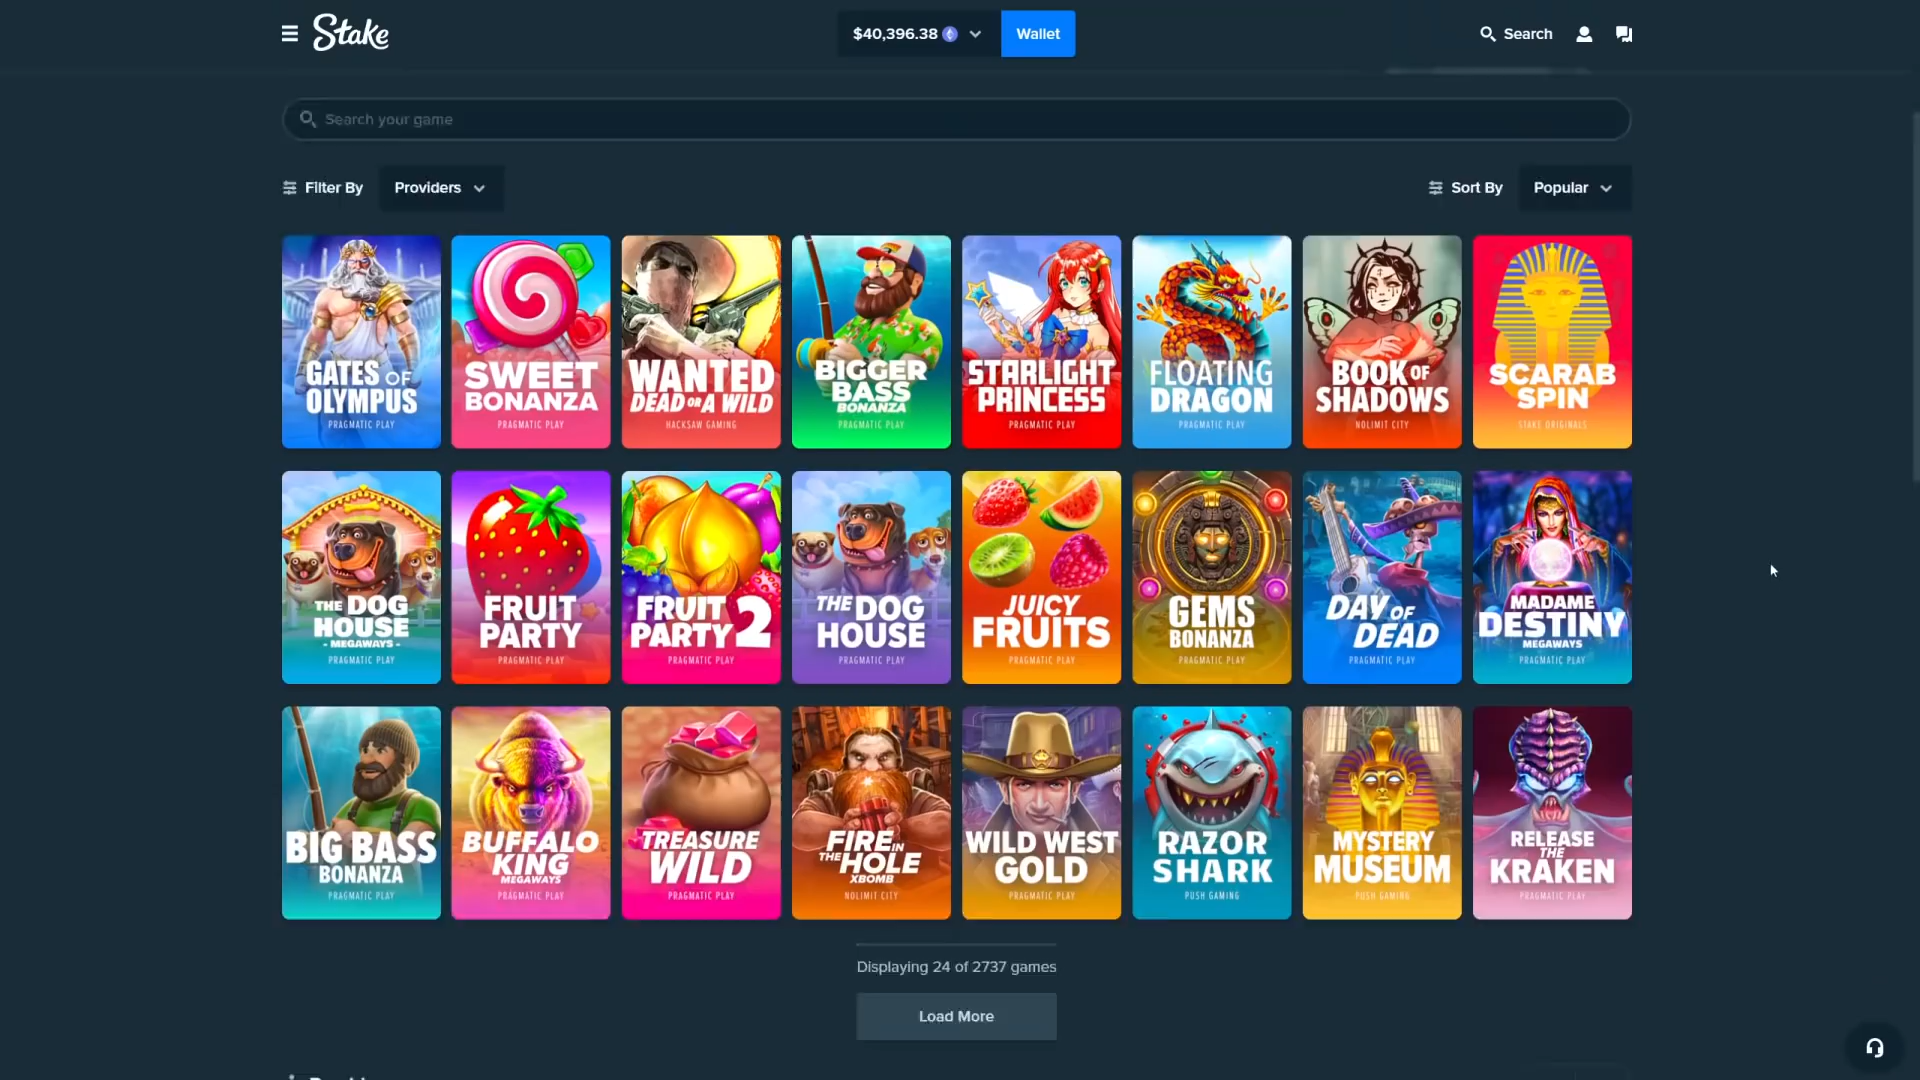 Stake
$40,396.38
Wallet
Search
Search your game
Filter By
Providers
Sort By
Popular
GATES OF
OLYMPUS
PRAGMATIC PLAY
SWEET
BONANZA
PRAGMATIC PLAY
WANTED
DEAD OR A WILD
HACKSAW GAMING
BIGGER
BASS
BONANZA
PRAGMATIC PLAY
STARLIGHT
PRINCESS
PRAGMATIC PLAY
FLOATING
DRAGON
PRAGMATIC PLAY
BOOK OF
SHADOWS
NOLIMIT CITY
SCARAB
SPIN
STAKE ORIGINALS
THE DOG
HOUSE
- MEGAWAYS -
PRAGMATIC PLAY
FRUIT
PARTY
PRAGMATIC PLAY
FRUIT
PARTY 2
PRAGMATIC PLAY
THE DOG
HOUSE
PRAGMATIC PLAY
JUICY
FRUITS
PRAGMATIC PLAY
GEMS
BONANZA
PRAGMATIC PLAY
DAY OF
DEAD
PRAGMATIC PLAY
MADAME
DESTINY
MEGAWAYS
PRAGMATIC PLAY
BIG BASS
BONANZA
PRAGMATIC PLAY
BUFFALO
KING
MEGAWAYS
PRAGMATIC PLAY
TREASURE
WILD
PRAGMATIC PLAY
FIRE IN
THE HOLE
XBOMB
NOLIMIT CITY
WILD WEST
GOLD
PRAGMATIC PLAY
RAZOR
SHARK
PUSH GAMING
MYSTERY
MUSEUM
PUSH GAMING
RELEASE
THE
KRAKEN
PRAGMATIC PLAY
Displaying 24 of 2737 games
Load More